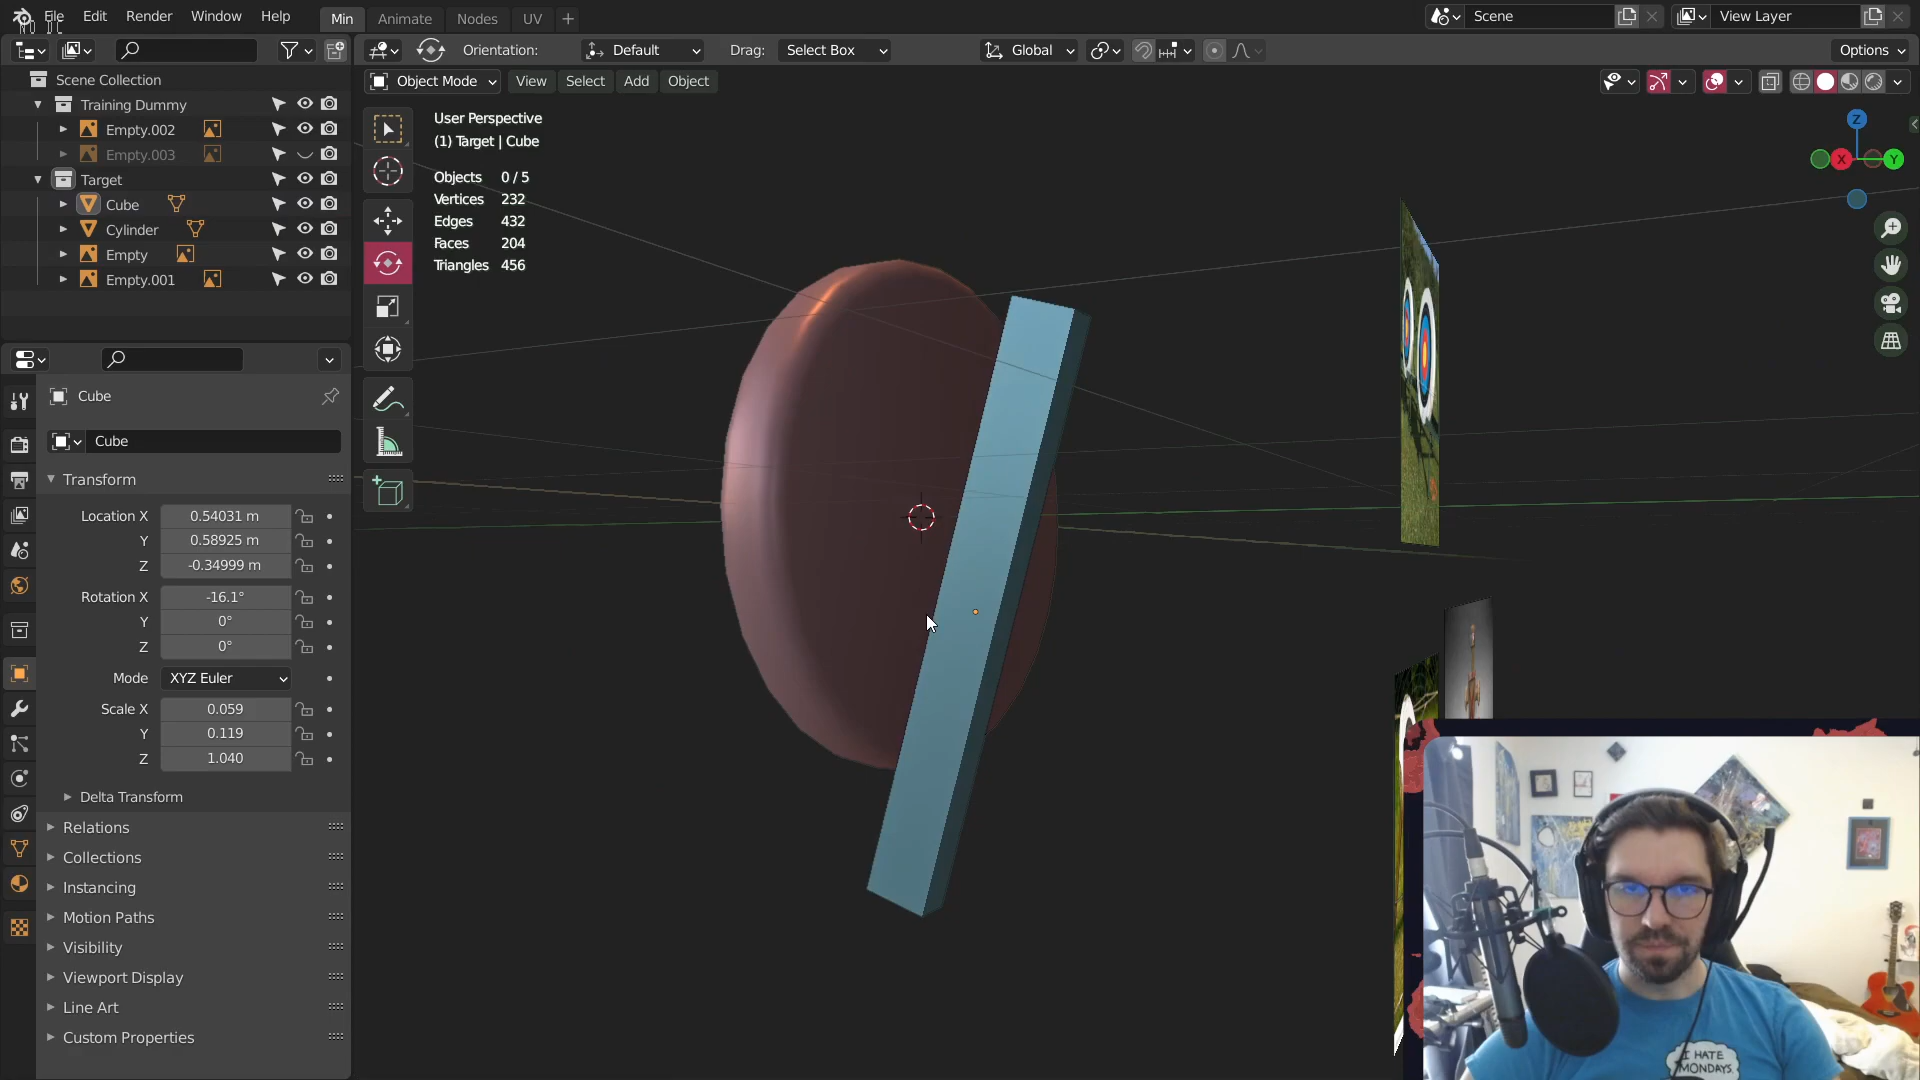 File Edit Render Window Help Min Animate Nodes UV + Scene View Layer
Orientation: Default Drag: Select Box Global Options
Object Mode View Select Add Object
Scene Collection
Training Dummy
Empty.002
Empty.003
Target
Cube
Cylinder
Empty
Empty.001
User Perspective
(1) Target | Cube
Objects 0 / 5
Vertices 232
Edges 432
Faces 204
Triangles 456
Z
X
Y
Cube
Cube
Transform
Location X 0.54031 m
Y 0.58925 m
Z -0.34999 m
Rotation X -16.1°
Y 0°
Z 0°
Mode XYZ Euler
Scale X 0.059
Y 0.119
Z 1.040
Delta Transform
Relations
Collections
Instancing
Motion Paths
Visibility
Viewport Display
Line Art
Custom Properties
I HATE
MONDAYS.